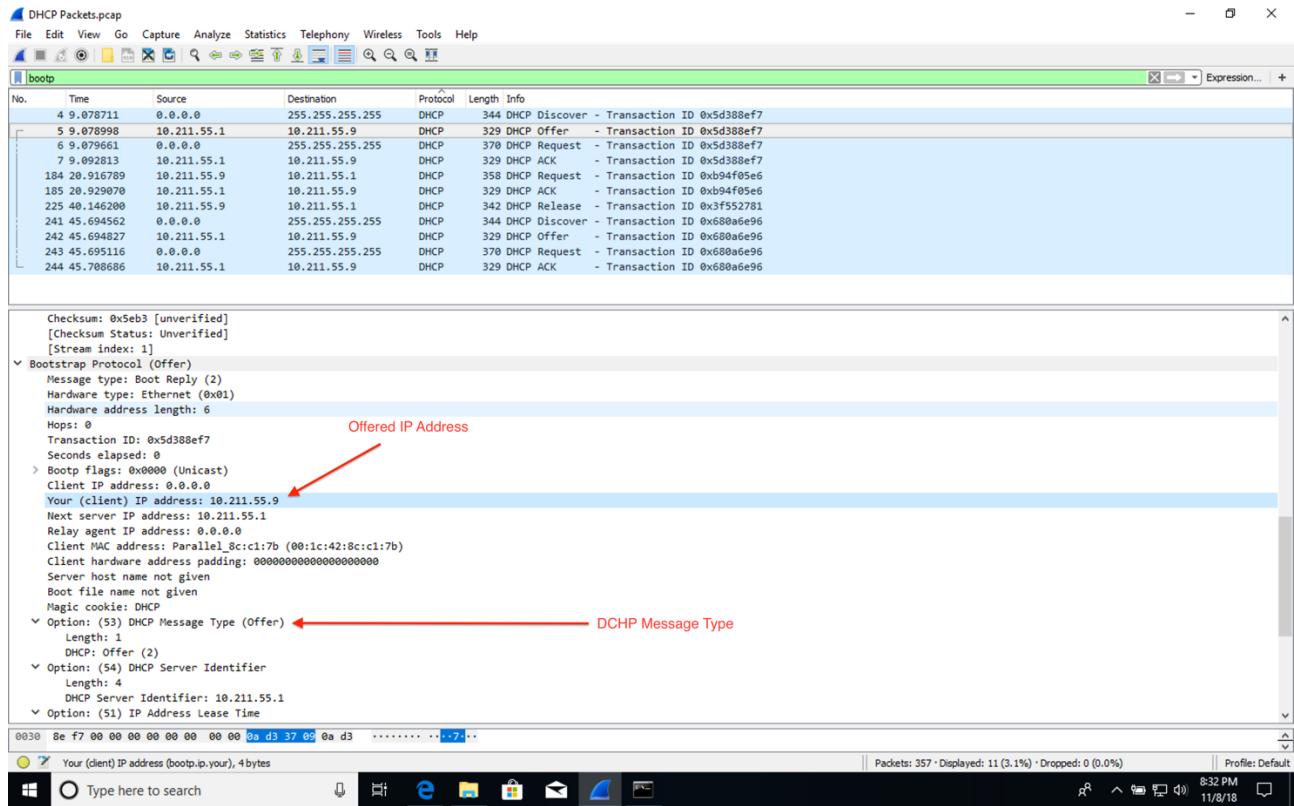 DHCP Packets.pcap
File Edit View Go Capture Analyze Statistics Telephony Wireless Tools Help
bootp
Expression... +
No. Time Source Destination Protocol Length Info
4 9.078711 0.0.0.0 255.255.255.255 DHCP 344 DHCP Discover - Transaction ID 0x5d388ef7
5 9.078998 10.211.55.1 10.211.55.9 DHCP 329 DHCP Offer - Transaction ID 0x5d388ef7
6 9.079661 0.0.0.0 255.255.255.255 DHCP 370 DHCP Request - Transaction ID 0x5d388ef7
7 9.092813 10.211.55.1 10.211.55.9 DHCP 329 DHCP ACK - Transaction ID 0x5d388ef7
184 20.916789 10.211.55.9 10.211.55.1 DHCP 358 DHCP Request - Transaction ID 0xb94f05e6
185 20.929070 10.211.55.1 10.211.55.9 DHCP 329 DHCP ACK - Transaction ID 0xb94f05e6
225 40.146200 10.211.55.9 10.211.55.1 DHCP 342 DHCP Release - Transaction ID 0x3f552781
241 45.694562 0.0.0.0 255.255.255.255 DHCP 344 DHCP Discover - Transaction ID 0x680a6e96
242 45.694827 10.211.55.1 10.211.55.9 DHCP 329 DHCP Offer - Transaction ID 0x680a6e96
243 45.695116 0.0.0.0 255.255.255.255 DHCP 370 DHCP Request - Transaction ID 0x680a6e96
244 45.708686 10.211.55.1 10.211.55.9 DHCP 329 DHCP ACK - Transaction ID 0x680a6e96
Checksum: 0x5eb3 [unverified]
[Checksum Status: Unverified]
[Stream index: 1]
Bootstrap Protocol (Offer)
Message type: Boot Reply (2)
Hardware type: Ethernet (0x01)
Hardware address length: 6
Hops: 0
Offered IP Address
Transaction ID: 0x5d388ef7
Seconds elapsed: 0
Bootp flags: 0x0000 (Unicast)
Client IP address: 0.0.0.0
Your (client) IP address: 10.211.55.9
Next server IP address: 10.211.55.1
Relay agent IP address: 0.0.0.0
Client MAC address: Parallel_8c:c1:7b (00:1c:42:8c:c1:7b)
Client hardware address padding: 00000000000000000000
Server host name not given
Boot file name not given
Magic cookie: DHCP
Option: (53) DHCP Message Type (Offer)
DCHP Message Type
Length: 1
DHCP: Offer (2)
Option: (54) DHCP Server Identifier
Length: 4
DHCP Server Identifier: 10.211.55.1
Option: (51) IP Address Lease Time
0030 8e f7 00 00 00 00 00 00 00 00 0a d3 37 09 0a d3 ········ ····7···
Your (client) IP address (bootp.ip.your), 4 bytes
Packets: 357 · Displayed: 11 (3.1%) · Dropped: 0 (0.0%)
Profile: Default
Type here to search
8:32 PM
11/8/18